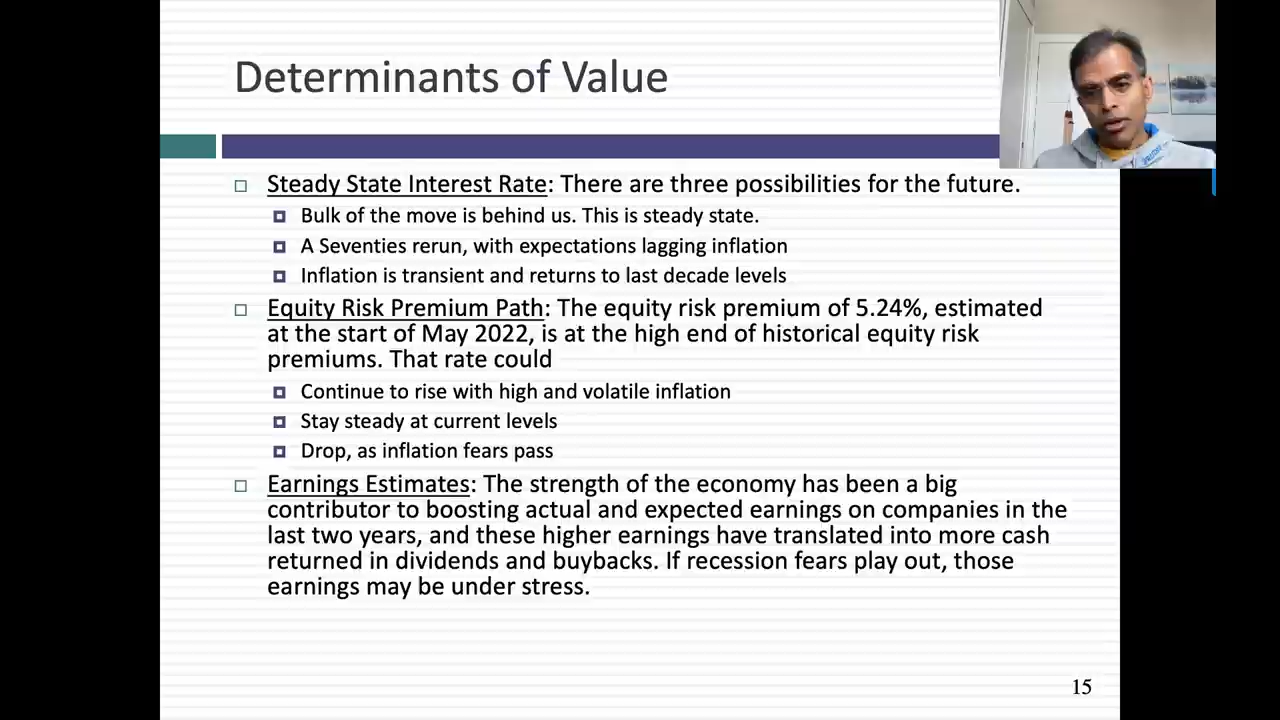 Determinants of Value
Steady State Interest Rate: There are three possibilities for the future.
Bulk of the move is behind us. This is steady state.
A Seventies rerun, with expectations lagging inflation
Inflation is transient and returns to last decade levels
Equity Risk Premium Path: The equity risk premium of 5.24%, estimated
at the start of May 2022, is at the high end of historical equity risk
premiums. That rate could
Continue to rise with high and volatile inflation
Stay steady at current levels
Drop, as inflation fears pass
Earnings Estimates: The strength of the economy has been a big
contributor to boosting actual and expected earnings on companies in the
last two years, and these higher earnings have translated into more cash
returned in dividends and buybacks. If recession fears play out, those
earnings may be under stress.
15